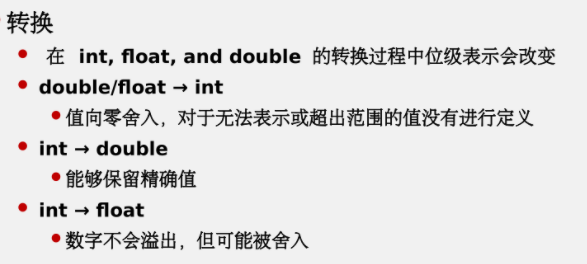 转换
在 int, float, and double 的转换过程中位级表示会改变
double/float → int
值向零舍入，对于无法表示或超出范围的值没有进行定义
int → double
能够保留精确值
int → float
数字不会溢出，但可能被舍入